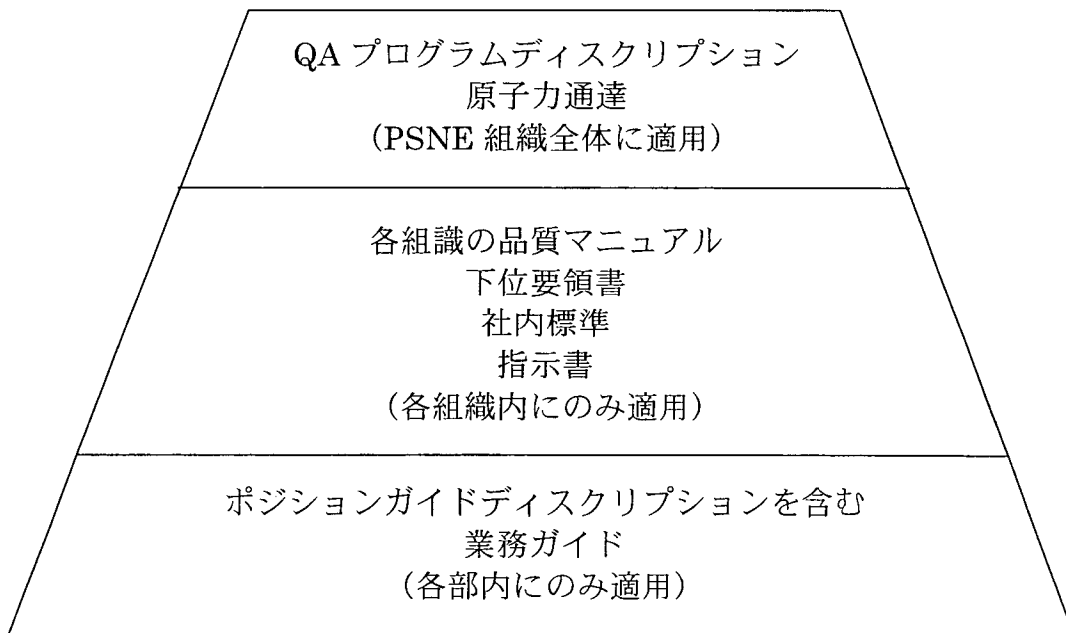 QA プログラムディスクリプション
原子力通達
（PSNE 組織全体に適用）
各組識の品質マニュアル
下位要領書
社内標準
指示書
（各組織内にのみ適用）
ポジションガイドディスクリプションを含む
業務ガイド
（各部内にのみ適用）